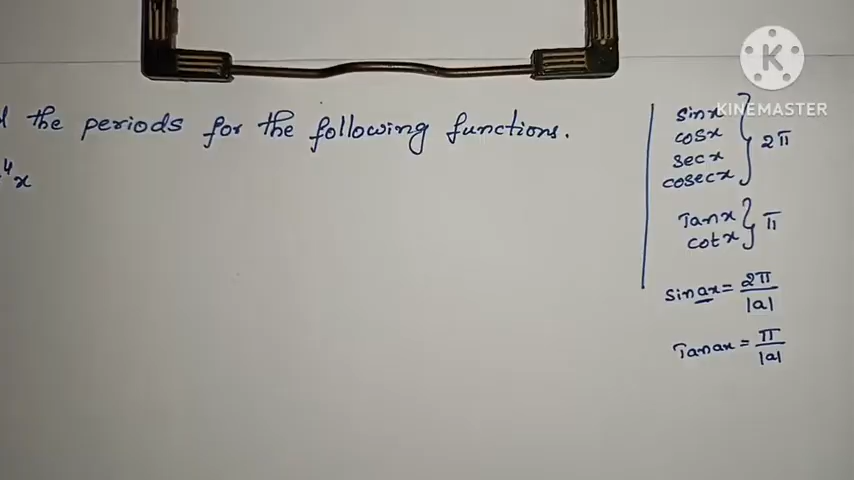 the periods for the following functions.
⁴x
sinx
cosx
secx
cosecx
} 2π
Tanx
cotx
} π
sinax = 2π/|a|
Tanax = π/|a|
K
KINEMASTER